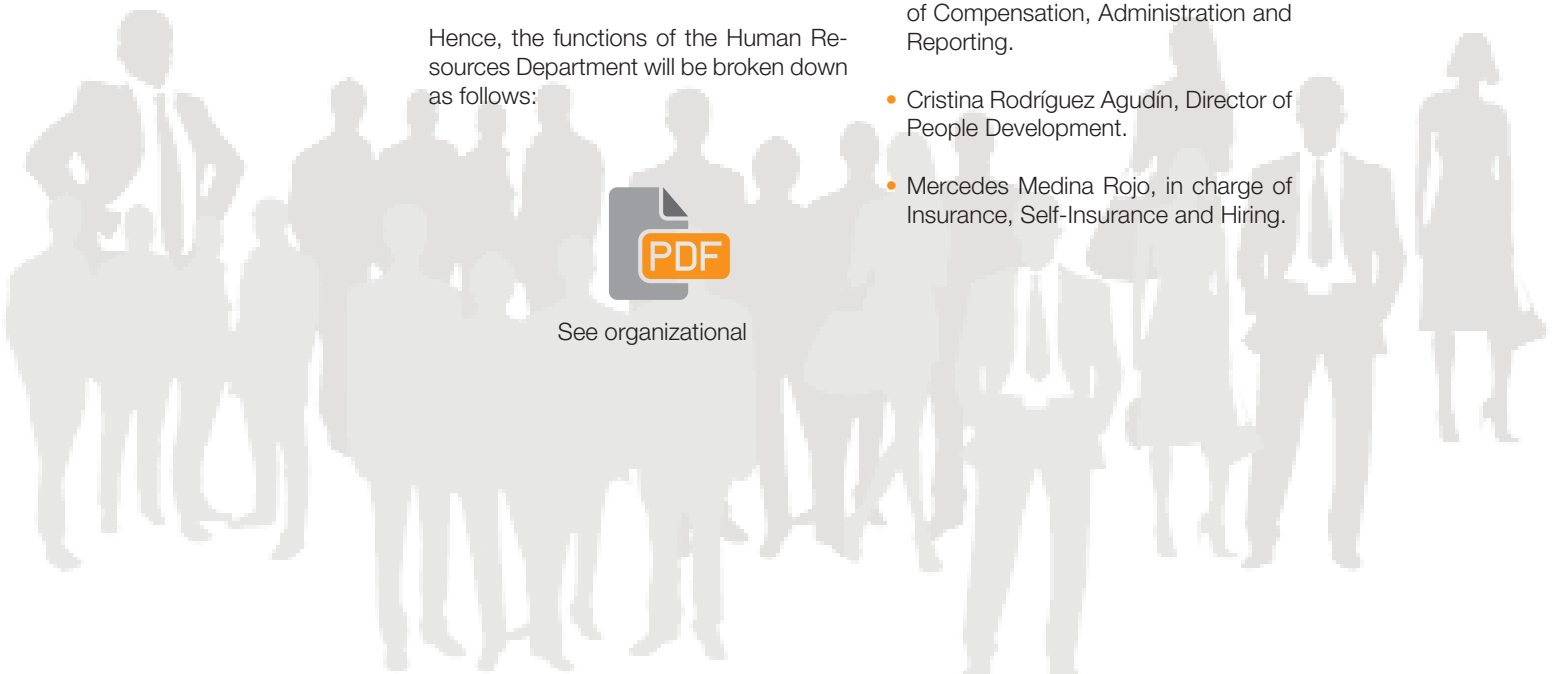 Hence, the functions of the Human Re-
sources Department will be broken down
as follows:
PDF
See organizational
of Compensation, Administration and
Reporting.
• Cristina Rodríguez Agudín, Director of
People Development.
• Mercedes Medina Rojo, in charge of
Insurance, Self-Insurance and Hiring.